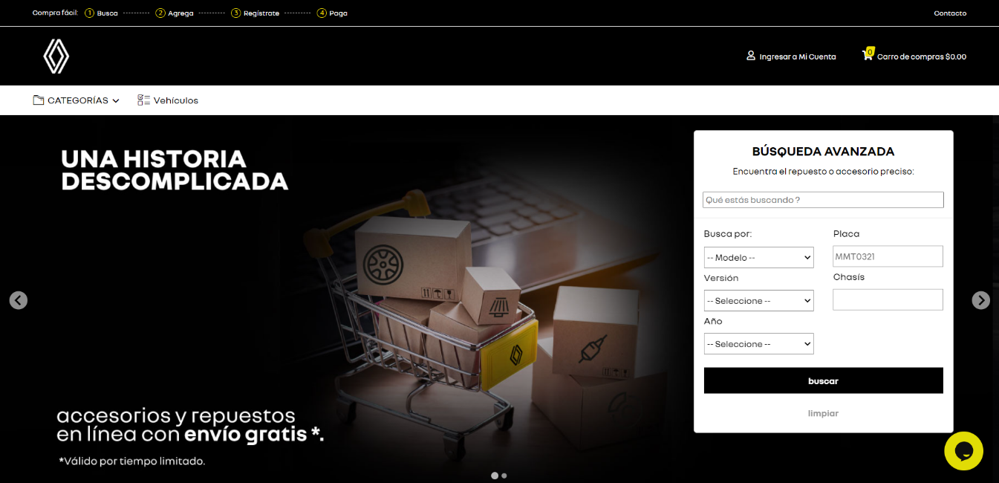 Compra fácil: 1 Busca 2 Agrega 3 Regístrate 4 Paga
Contacto
Ingresar a Mi Cuenta
0
Carro de compras $0.00
CATEGORÍAS
Vehículos
UNA HISTORIA
DESCOMPLICADA
accesorios y repuestos
en línea con envío gratis *.
*Válido por tiempo limitado.
BÚSQUEDA AVANZADA
Encuentra el repuesto o accesorio preciso:
Qué estás buscando ?
Busca por:
-- Modelo --
Versión
-- Seleccione --
Año
-- Seleccione --
Placa
MMT0321
Chasís
buscar
limpiar